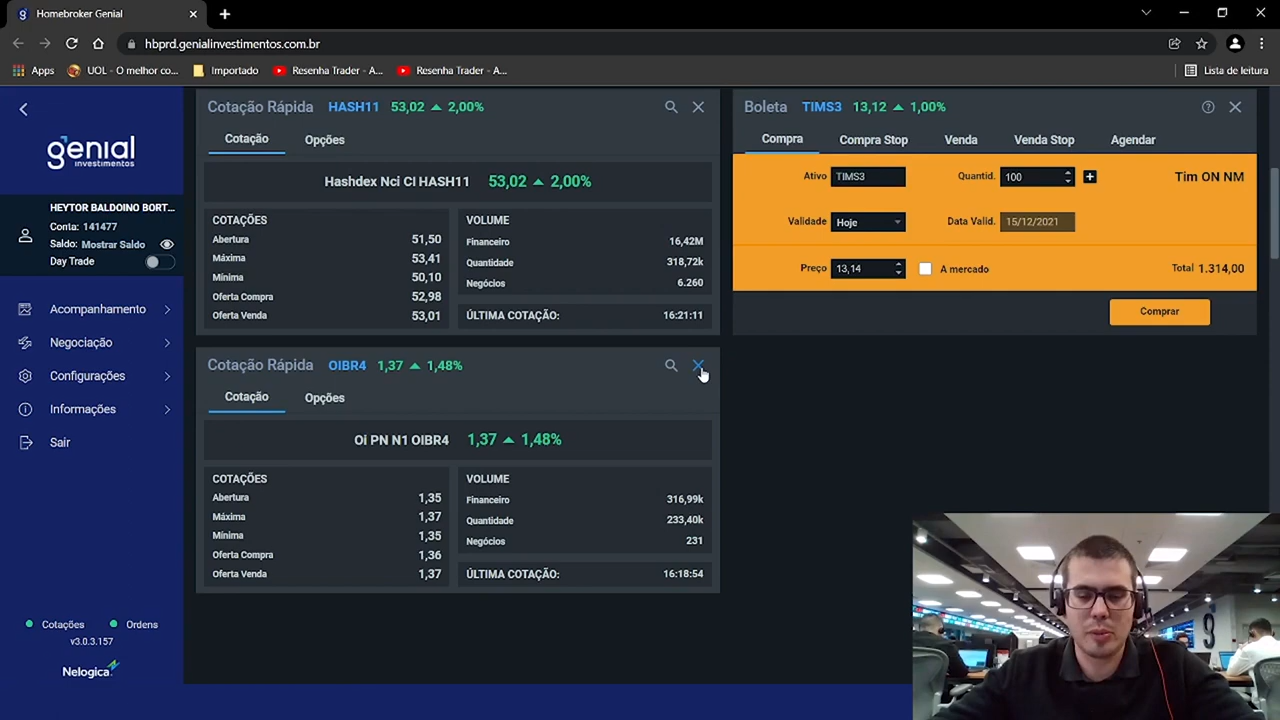 Homebroker Genial
hbprd.genialinvestimentos.com.br
Apps
UOL - O melhor co...
Importado
Resenha Trader - A...
Resenha Trader - A...
Lista de leitura
genial
investimentos
HEYTOR BALDOINO BORT...
Conta: 141477
Saldo: Mostrar Saldo
Day Trade
Acompanhamento
Negociação
Configurações
Informações
Sair
Cotações
Ordens
v3.0.3.157
Nelogica
Cotação Rápida HASH11 53,02 2,00%
Cotação Opções
Hashdex Nci CI HASH11 53,02 2,00%
COTAÇÕES
Abertura 51,50
Máxima 53,41
Mínima 50,10
Oferta Compra 52,98
Oferta Venda 53,01
VOLUME
Financeiro 16,42M
Quantidade 318,72k
Negócios 6.260
ÚLTIMA COTAÇÃO: 16:21:11
Cotação Rápida OIBR4 1,37 1,48%
Cotação Opções
Oi PN N1 OIBR4 1,37 1,48%
COTAÇÕES
Abertura 1,35
Máxima 1,37
Mínima 1,35
Oferta Compra 1,36
Oferta Venda 1,37
VOLUME
Financeiro 316,99k
Quantidade 233,40k
Negócios 231
ÚLTIMA COTAÇÃO: 16:18:54
Boleta TIMS3 13,12 1,00%
Compra Compra Stop Venda Venda Stop Agendar
Ativo TIMS3 Quantid. 100 Tim ON NM
Validade Hoje Data Valid. 15/12/2021
Preço 13,14 A mercado Total 1.314,00
Comprar